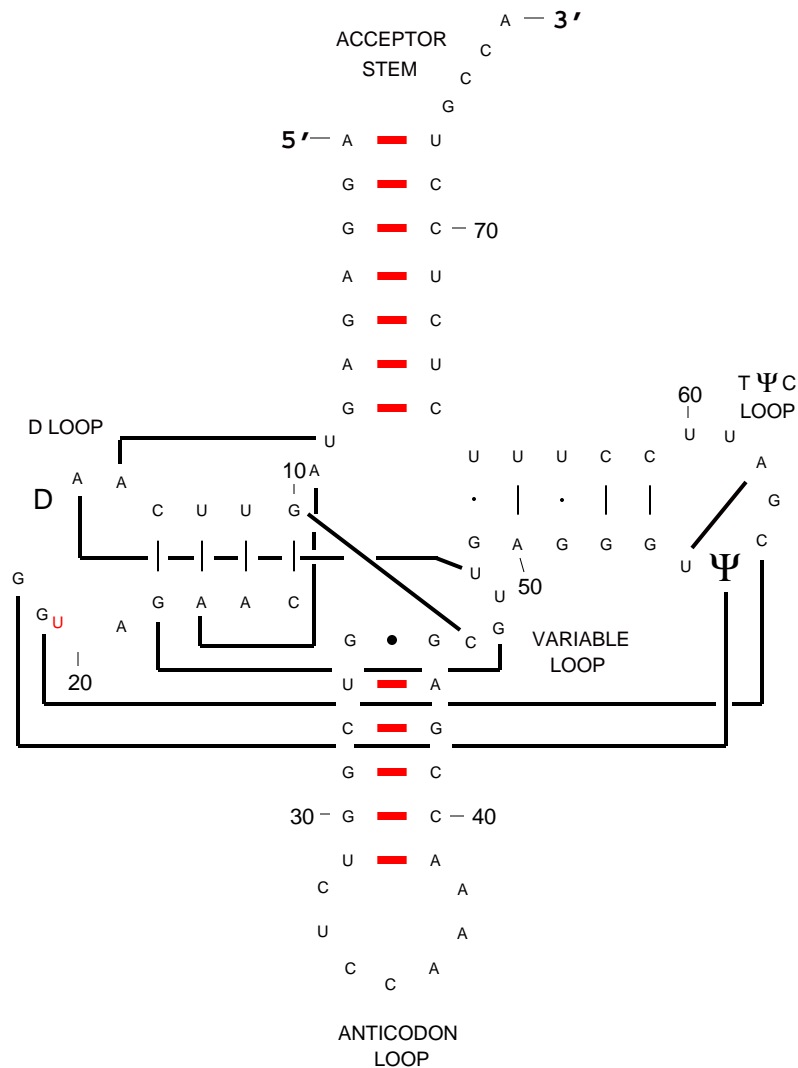 A — 3′
ACCEPTOR
STEM
C
C
G
5′ — A U
G C
G C — 70
A U
G C
A U
G C
60
T Ψ C
LOOP
D LOOP
U
U U
10
A
U U U C C
A
A A
D
G
C U U G
G A G G G
C
U Ψ
U
50
G
G U
A
G A A C
U
G
20
G • G C
VARIABLE
LOOP
U A
C G
G C
30 — G C — 40
U A
C A
U A
C A
C
ANTICODON
LOOP